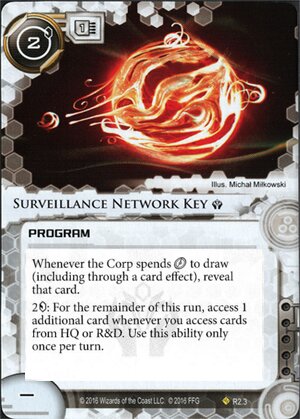 2
1
Illus. Michał Miłkowski
SURVEILLANCE NETWORK KEY
PROGRAM
Whenever the Corp spends to draw
(including through a card effect), reveal
that card.
2: For the remainder of this run, access 1
additional card whenever you access cards
from HQ or R&D. Use this ability only
once per turn.
–
© 2016 Wizards of the Coast LLC. © 2016 FFG
R2.3